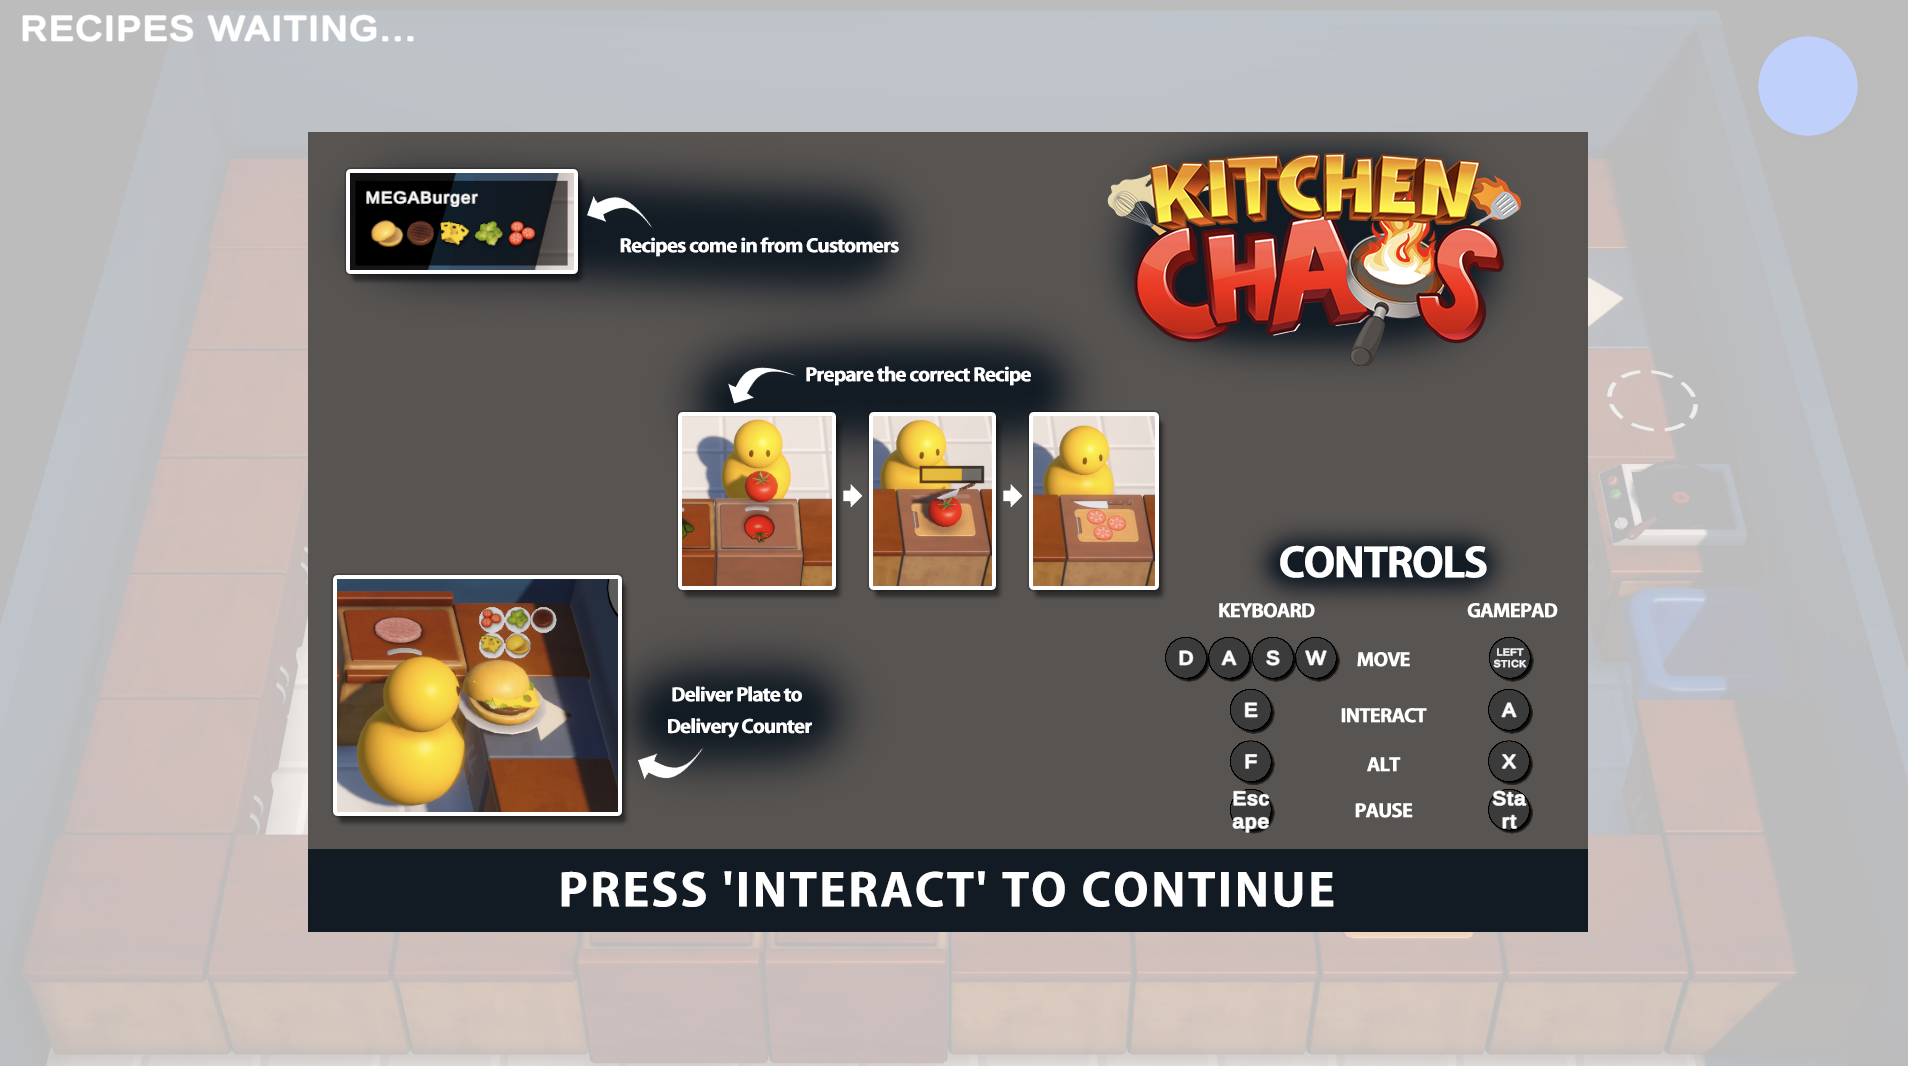 RECIPES WAITING...
MEGABurger
Recipes come in from Customers
KITCHEN
CHAOS
Prepare the correct Recipe
Deliver Plate to
Delivery Counter
CONTROLS
KEYBOARD GAMEPAD
D A S W MOVE LEFT STICK
E INTERACT A
F ALT X
Esc
ape PAUSE Sta
rt
PRESS 'INTERACT' TO CONTINUE